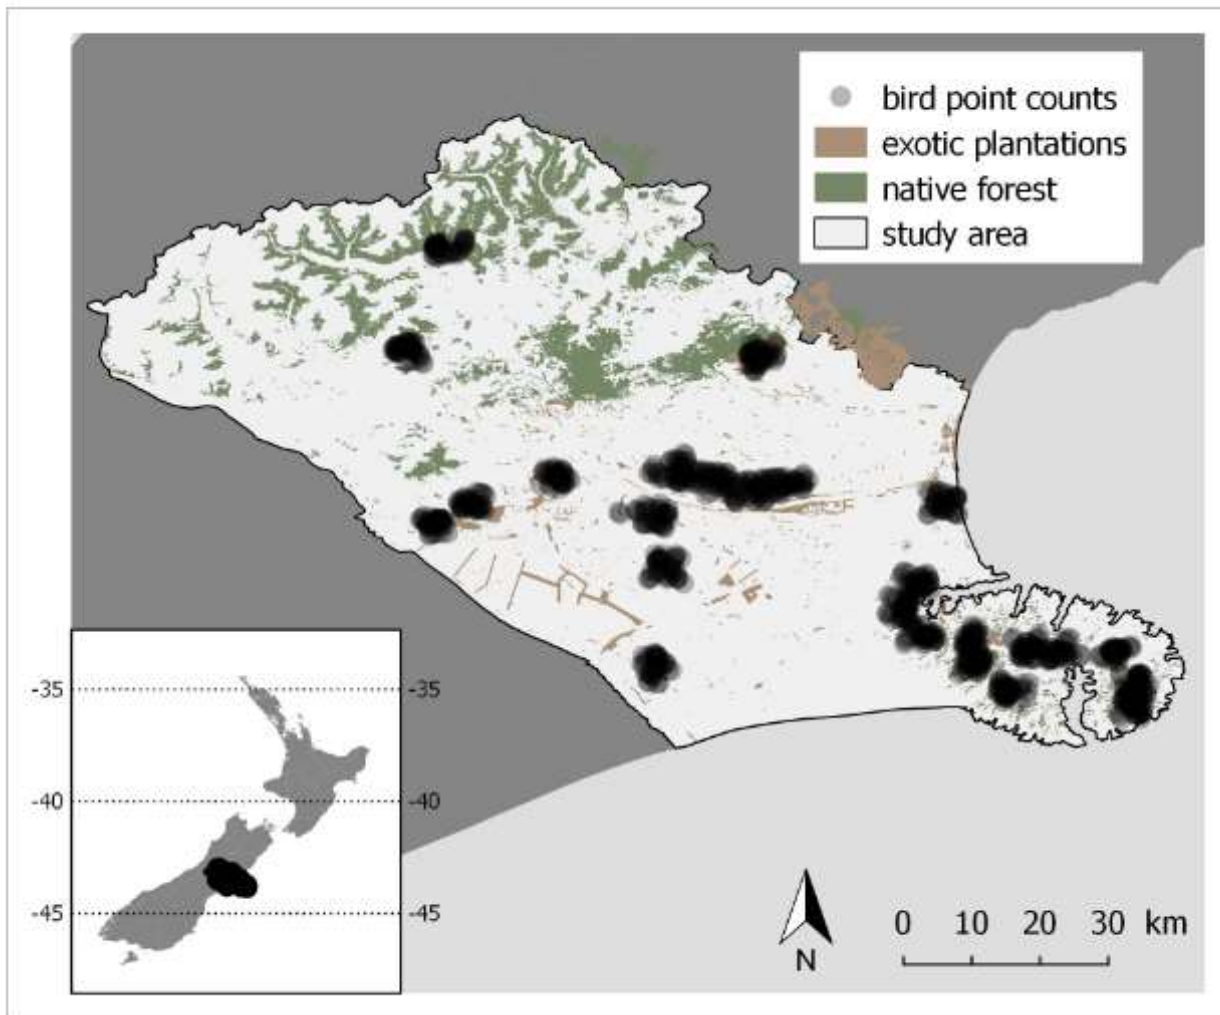 bird point counts
exotic plantations
native forest
study area
-35 -35
-40 -40
-45 -45
N
0 10 20 30 km